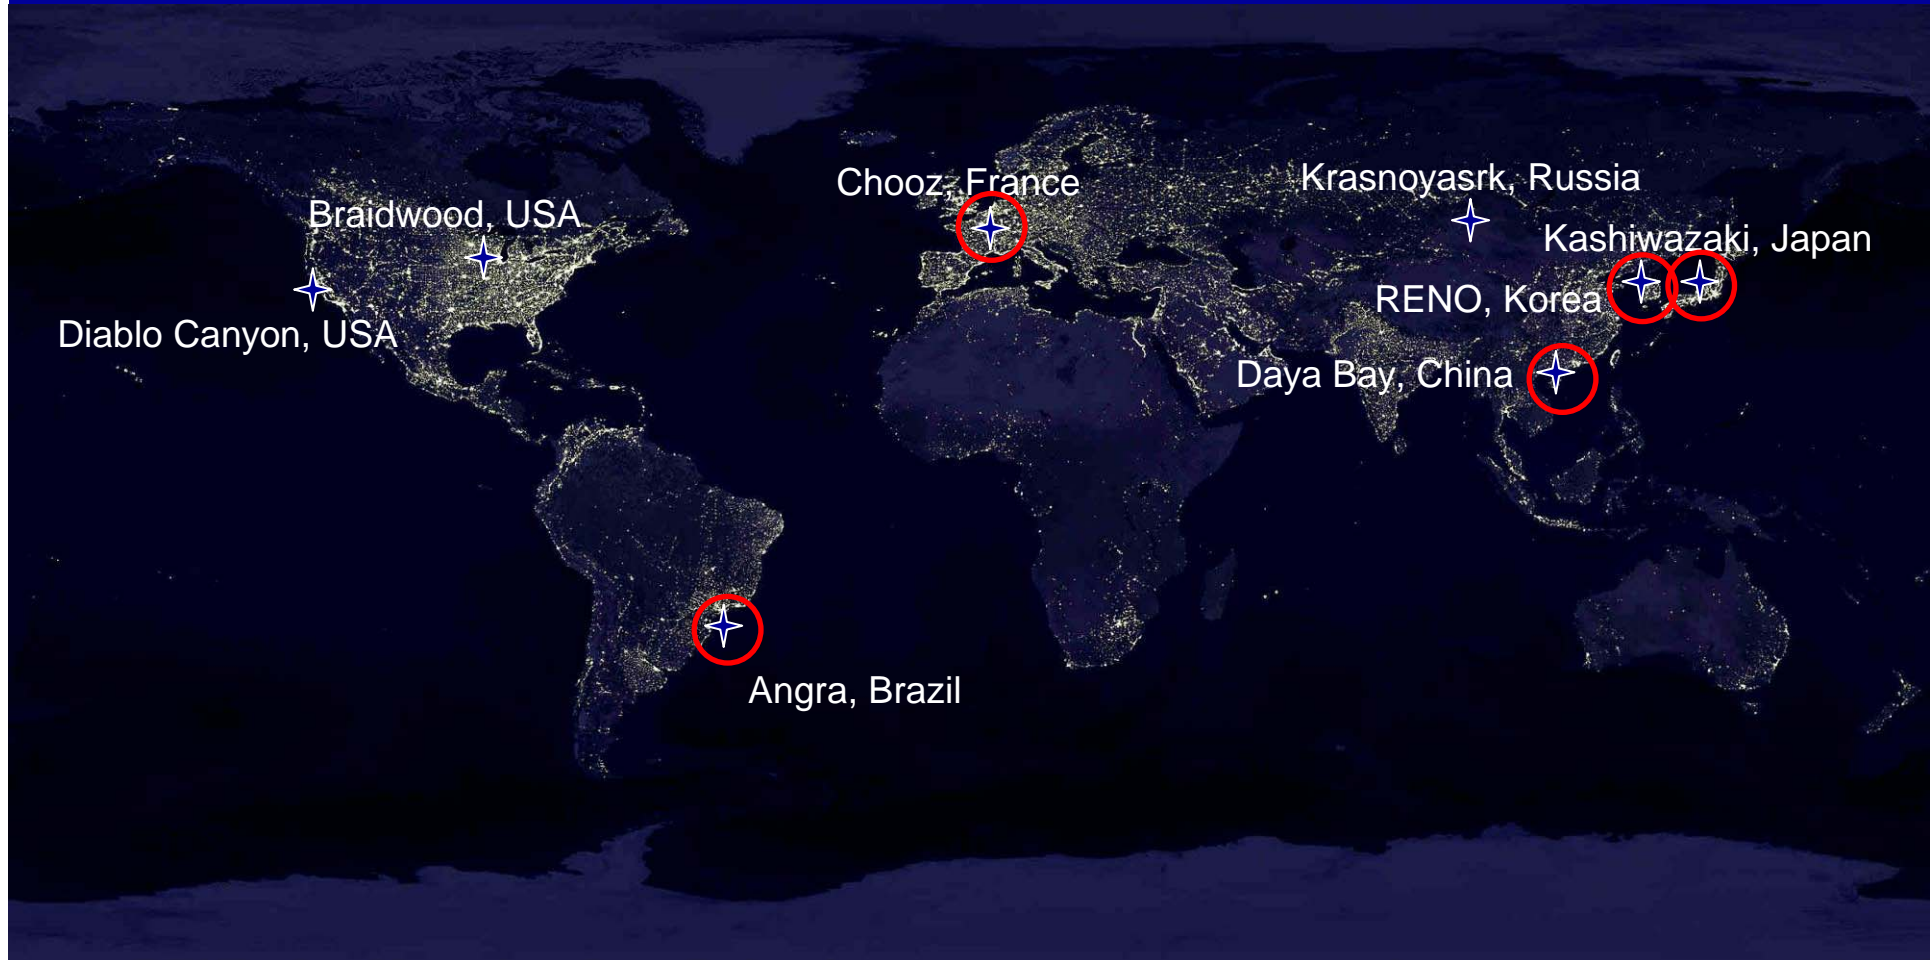 Chooz, France
Krasnoyasrk, Russia
Braidwood, USA
Kashiwazaki, Japan
RENO, Korea
Diablo Canyon, USA
Daya Bay, China
Angra, Brazil